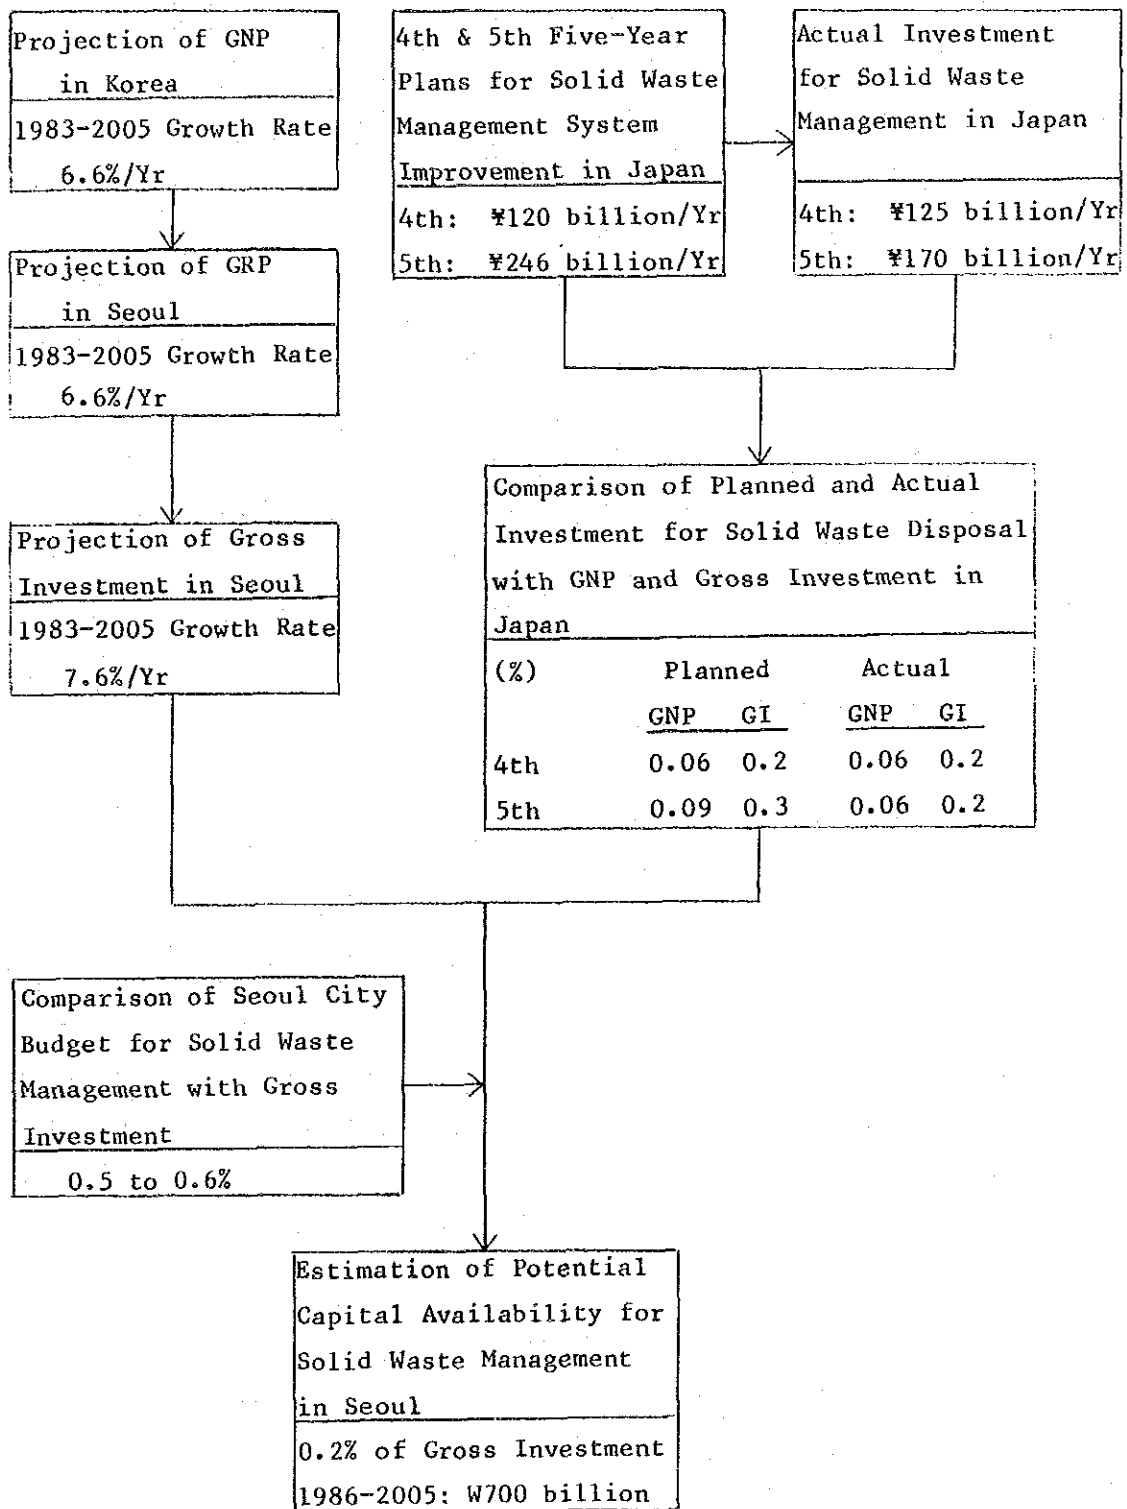 Projection of GNP
in Korea
1983-2005 Growth Rate
6.6%/Yr
Projection of GRP
in Seoul
1983-2005 Growth Rate
6.6%/Yr
Projection of Gross
Investment in Seoul
1983-2005 Growth Rate
7.6%/Yr
4th & 5th Five-Year
Plans for Solid Waste
Management System
Improvement in Japan
4th: ¥120 billion/Yr
5th: ¥246 billion/Yr
Actual Investment
for Solid Waste
Management in Japan
4th: ¥125 billion/Yr
5th: ¥170 billion/Yr
Comparison of Planned and Actual
Investment for Solid Waste Disposal
with GNP and Gross Investment in
Japan
(%) Planned Actual
GNP GI GNP GI
4th 0.06 0.2 0.06 0.2
5th 0.09 0.3 0.06 0.2
Comparison of Seoul City
Budget for Solid Waste
Management with Gross
Investment
0.5 to 0.6%
Estimation of Potential
Capital Availability for
Solid Waste Management
in Seoul
0.2% of Gross Investment
1986-2005: W700 billion